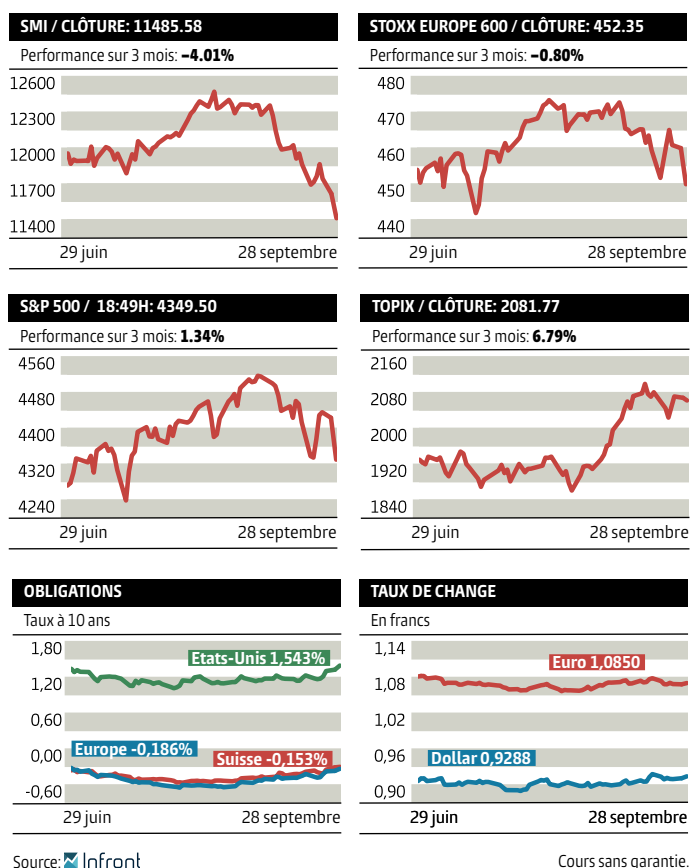 SMI / CLÔTURE: 11485.58
Performance sur 3 mois: –4.01%
12600
12300
12000
11700
11400
29 juin 28 septembre
STOXX EUROPE 600 / CLÔTURE: 452.35
Performance sur 3 mois: –0.80%
480
470
460
450
440
29 juin 28 septembre
S&P 500 / 18:49H: 4349.50
Performance sur 3 mois: 1.34%
4560
4480
4400
4320
4240
29 juin 28 septembre
TOPIX / CLÔTURE: 2081.77
Performance sur 3 mois: 6.79%
2160
2080
2000
1920
1840
29 juin 28 septembre
OBLIGATIONS
Taux à 10 ans
1,80
1,20
0,60
0,00
-0,60
Etats-Unis 1,543%
Europe -0,186%
Suisse -0,153%
29 juin 28 septembre
TAUX DE CHANGE
En francs
1,14
1,08
1,02
0,96
0,90
Euro 1,0850
Dollar 0,9288
29 juin 28 septembre
Source: Infront
Cours sans garantie.